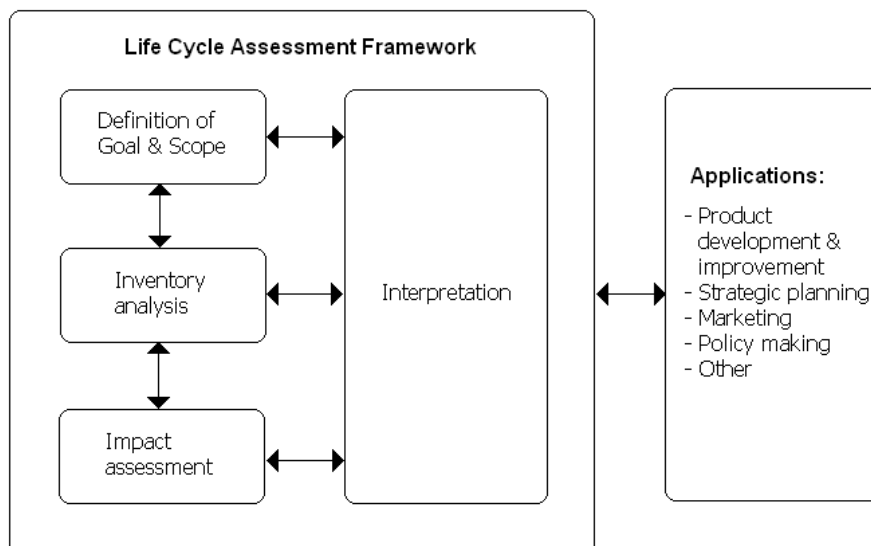 Life Cycle Assessment Framework
Definition of
Goal & Scope
Inventory
analysis
Impact
assessment
Interpretation
Applications:
- Product
development &
improvement
- Strategic planning
- Marketing
- Policy making
- Other